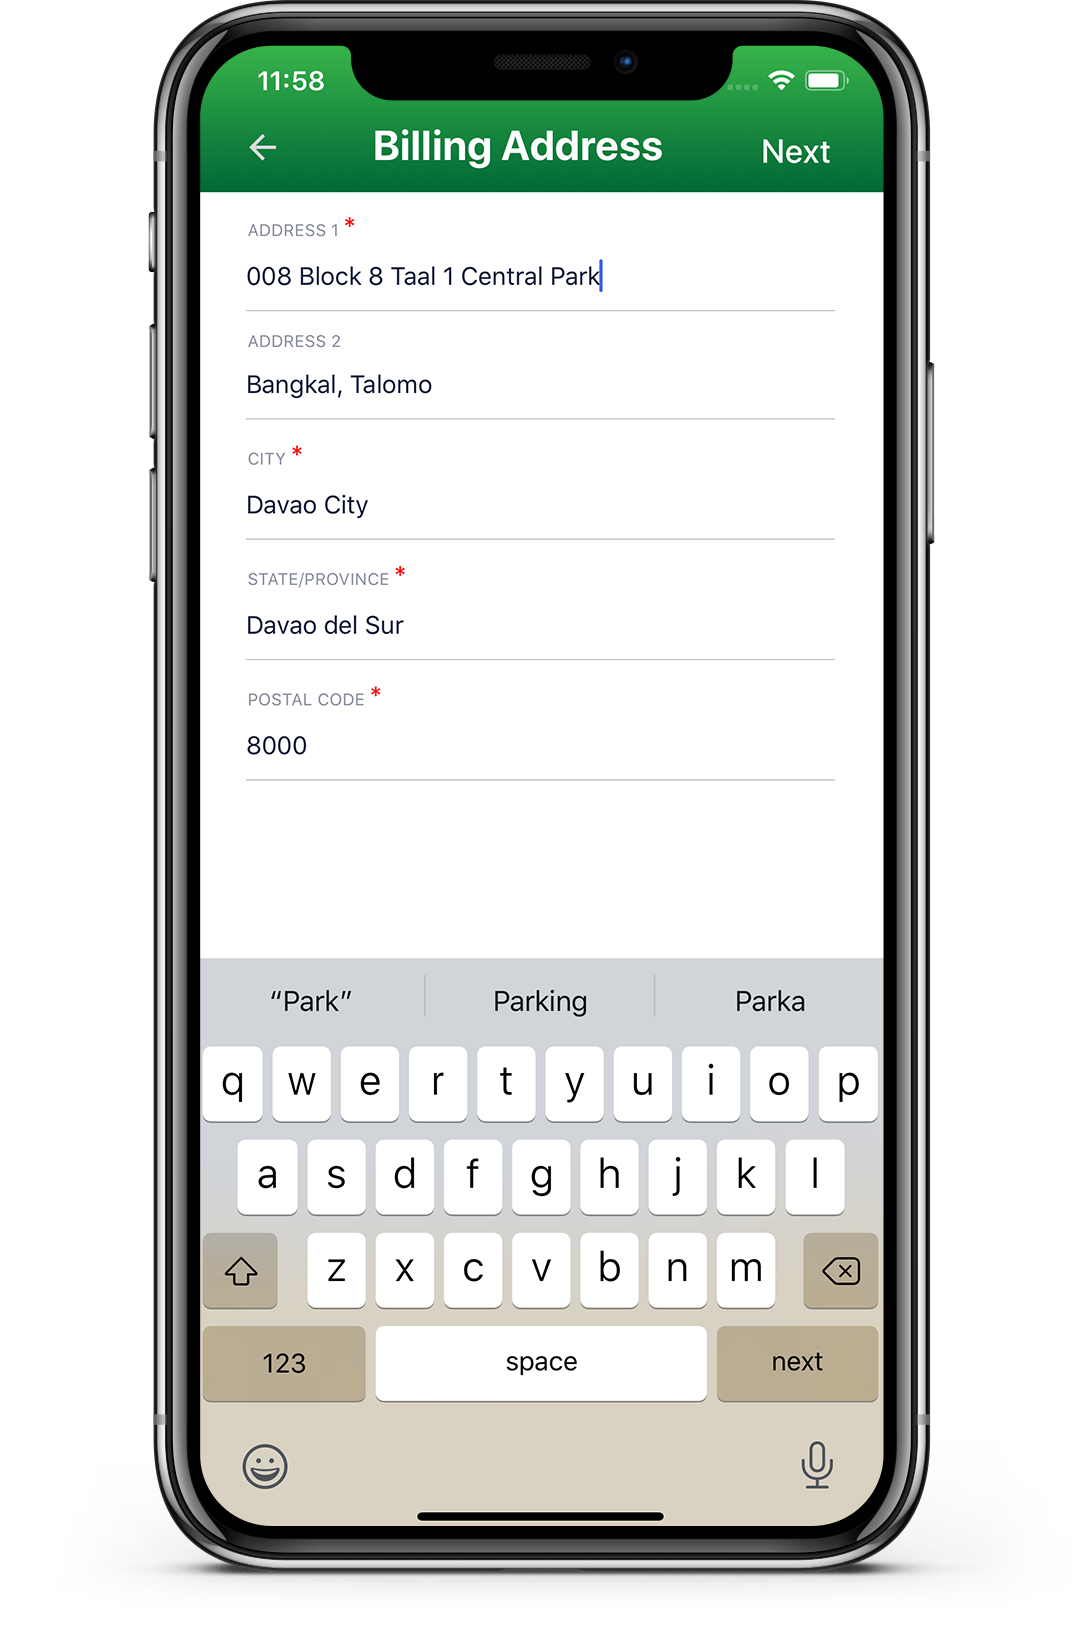 11:58
Billing Address
Next
ADDRESS 1 *
008 Block 8 Taal 1 Central Park
ADDRESS 2
Bangkal, Talomo
CITY *
Davao City
STATE/PROVINCE *
Davao del Sur
POSTAL CODE *
8000
“Park” Parking Parka
q w e r t y u i o p
a s d f g h j k l
z x c v b n m
123 space next